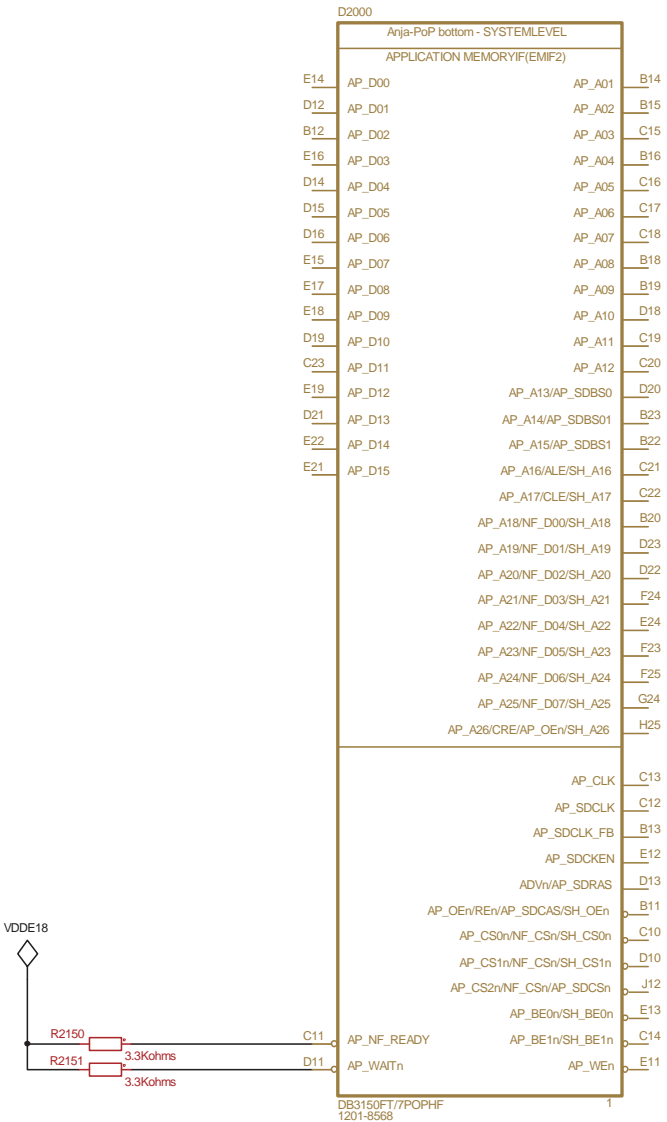 D2000
Anja-PoP bottom - SYSTEMLEVEL
APPLICATION MEMORYIF(EMIF2)
E14 AP_D00 AP_A01 B14
D12 AP_D01 AP_A02 B15
B12 AP_D02 AP_A03 C15
E16 AP_D03 AP_A04 B16
D14 AP_D04 AP_A05 C16
D15 AP_D05 AP_A06 C17
D16 AP_D06 AP_A07 C18
E15 AP_D07 AP_A08 B18
E17 AP_D08 AP_A09 B19
E18 AP_D09 AP_A10 D18
D19 AP_D10 AP_A11 C19
C23 AP_D11 AP_A12 C20
E19 AP_D12 AP_A13/AP_SDBS0 D20
D21 AP_D13 AP_A14/AP_SDBS01 B23
E22 AP_D14 AP_A15/AP_SDBS1 B22
E21 AP_D15 AP_A16/ALE/SH_A16 C21
AP_A17/CLE/SH_A17 C22
AP_A18/NF_D00/SH_A18 B20
AP_A19/NF_D01/SH_A19 D23
AP_A20/NF_D02/SH_A20 D22
AP_A21/NF_D03/SH_A21 F24
AP_A22/NF_D04/SH_A22 E24
AP_A23/NF_D05/SH_A23 F23
AP_A24/NF_D06/SH_A24 F25
AP_A25/NF_D07/SH_A25 G24
AP_A26/CRE/AP_OEn/SH_A26 H25
AP_CLK C13
AP_SDCLK C12
AP_SDCLK_FB B13
AP_SDCKEN E12
ADVn/AP_SDRAS D13
AP_OEn/REn/AP_SDCAS/SH_OEn B11
AP_CS0n/NF_CSn/SH_CS0n C10
AP_CS1n/NF_CSn/SH_CS1n D10
AP_CS2n/NF_CSn/AP_SDCSn J12
AP_BE0n/SH_BE0n E13
VDDE18
R2150 3.3Kohms C11 AP_NF_READY AP_BE1n/SH_BE1n C14
R2151 3.3Kohms D11 AP_WAITn AP_WEn E11
DB3150FT/7POPHF 1
1201-8568